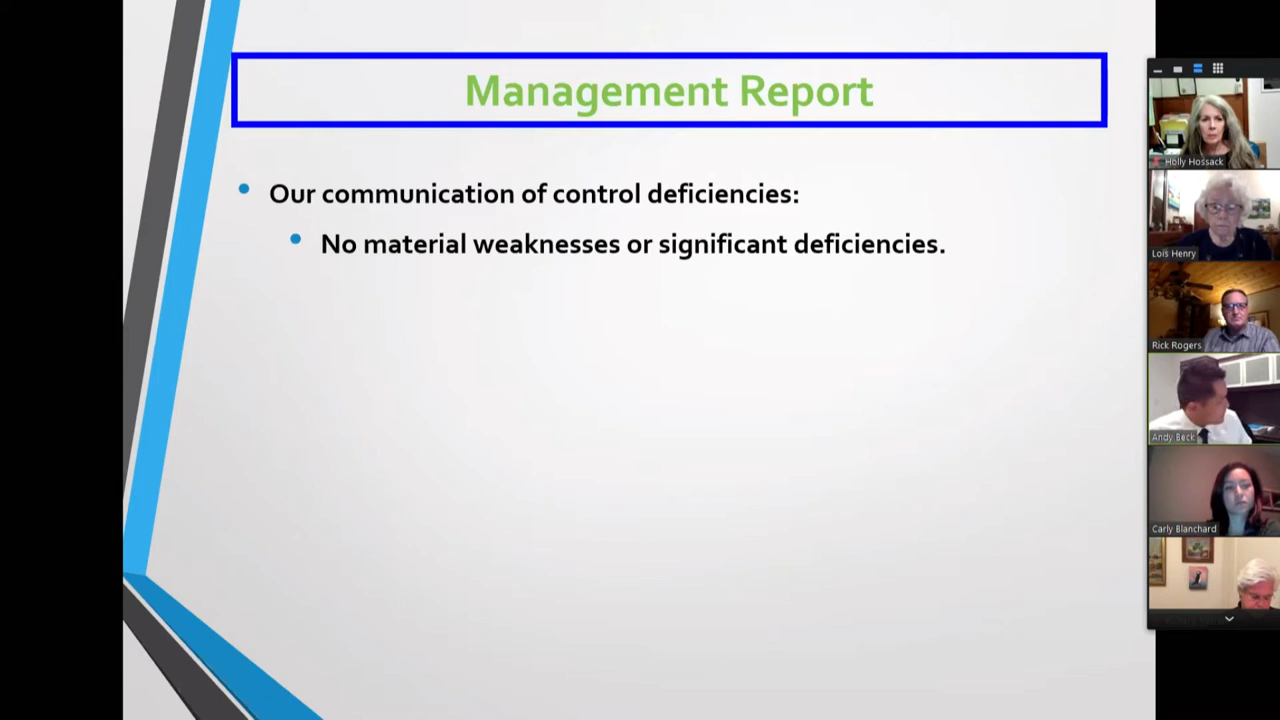 Management Report
Our communication of control deficiencies:
No material weaknesses or significant deficiencies.
Holly Hossack
Lois Henry
Rick Rogers
Andy Beck
Carly Blanchard